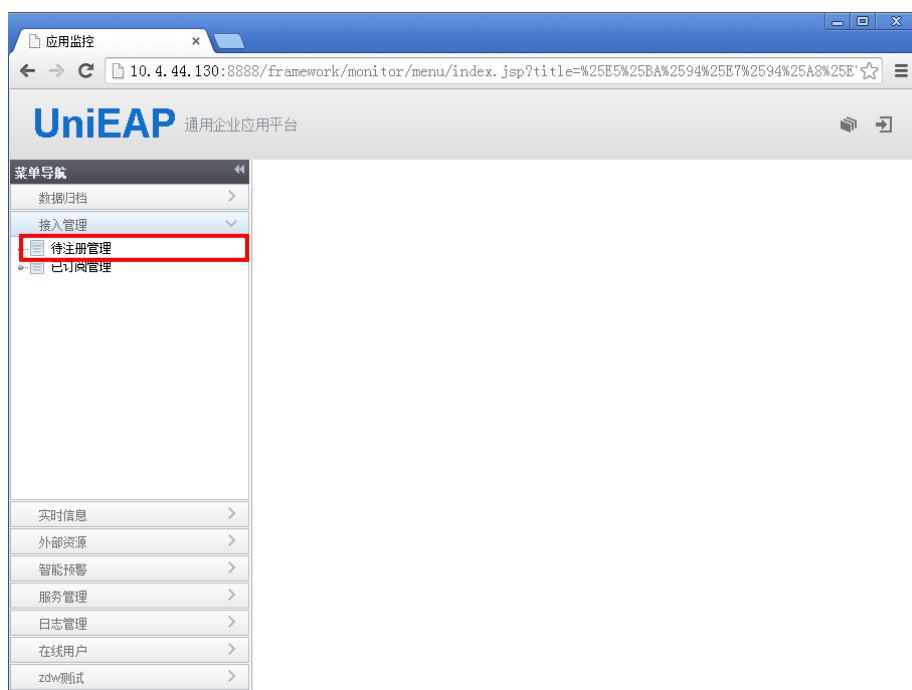 应用监控
10.4.44.130:8888/framework/monitor/menu/index.jsp?title=%25E5%25BA%2594%25E7%2594%25A8%25E'
UniEAP 通用企业应用平台
菜单导航
数据归档
接入管理
待注册管理
已订阅管理
实时信息
外部资源
智能预警
服务管理
日志管理
在线用户
zdw测试